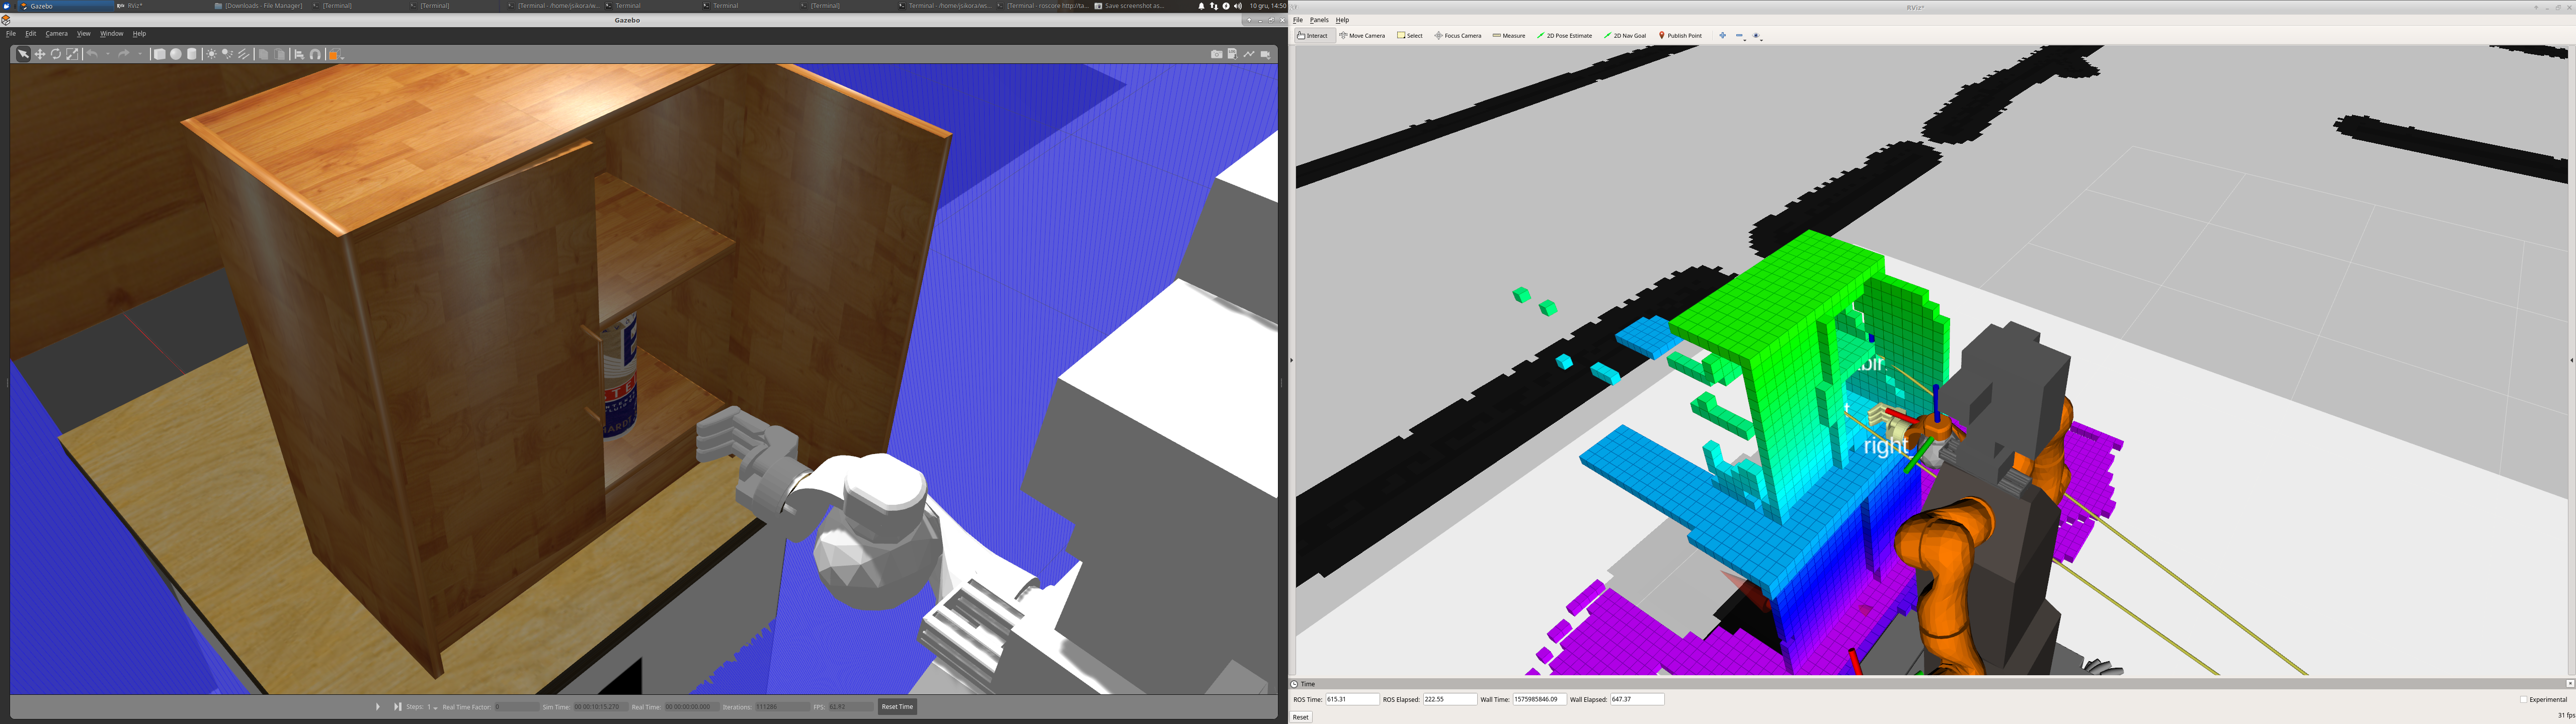 Gazebo
RViz*
[Downloads - File Manager]
[Terminal]
[Terminal]
[Terminal - /home/jsikora/w...
Terminal
Terminal
[Terminal]
Terminal - /home/jsikora/ws...
[Terminal - roscore http://ta...
Save screenshot as...
10 gru, 14:50
Gazebo
File Edit Camera View Window Help
Steps: 1
Real Time Factor: 0
Sim Time: 00 00:10:15.270
Real Time: 00 00:00:00.000
Iterations: 111286
FPS: 62.42
Reset Time
RViz*
File Panels Help
Interact
Move Camera
Select
Focus Camera
Measure
2D Pose Estimate
2D Nav Goal
Publish Point
right
Time
ROS Time: 615.31
ROS Elapsed: 222.55
Wall Time: 1575985846.09
Wall Elapsed: 647.37
Experimental
Reset
31 fps